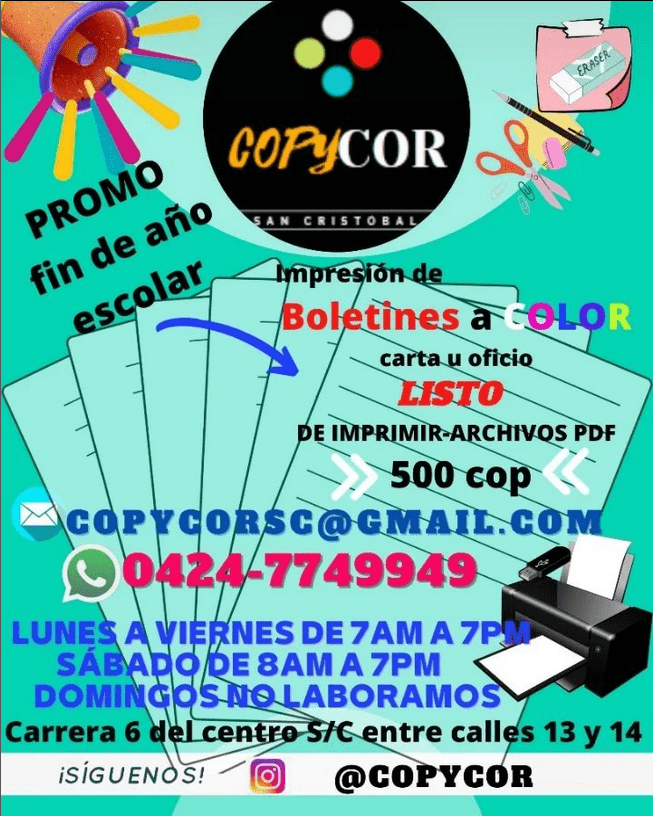 ERASER
COPYCOR
SAN CRISTÓBAL
PROMO
fin de año
escolar
Impresión de
Boletines a COLOR
carta u oficio
LISTO
DE IMPRIMIR-ARCHIVOS PDF
500 cop
COPYCORSC@GMAIL.COM
0424-7749949
LUNES A VIERNES DE 7AM A 7PM
SÁBADO DE 8AM A 7PM
DOMINGOS NO LABORAMOS
Carrera 6 del centro S/C entre calles 13 y 14
¡SÍGUENOS!
@COPYCOR